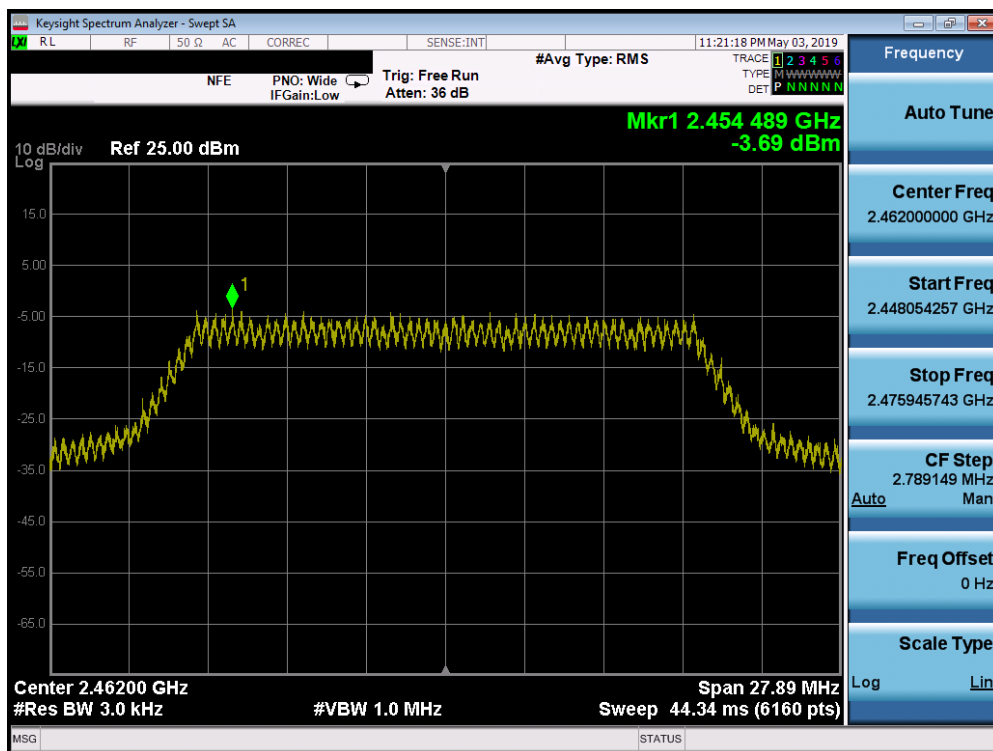 Keysight Spectrum Analyzer - Swept SA
LXI RL RF 50 Ω AC CORREC SENSE:INT 11:21:18 PM May 03, 2019
#Avg Type: RMS
TRACE 1 2 3 4 5 6
NFE PNO: Wide Trig: Free Run
TYPE M WWWWW
IFGain:Low Atten: 36 dB
DET P N N N N N
Mkr1 2.454 489 GHz
-3.69 dBm
10 dB/div Ref 25.00 dBm
Log
15.0
5.00
1
-5.00
-15.0
-25.0
-35.0
-45.0
-55.0
-65.0
Center 2.46200 GHz Span 27.89 MHz
#Res BW 3.0 kHz #VBW 1.0 MHz Sweep 44.34 ms (6160 pts)
MSG STATUS
Frequency
Auto Tune
Center Freq
2.462000000 GHz
Start Freq
2.448054257 GHz
Stop Freq
2.475945743 GHz
CF Step
2.789149 MHz
Auto Man
Freq Offset
0 Hz
Scale Type
Log Lin